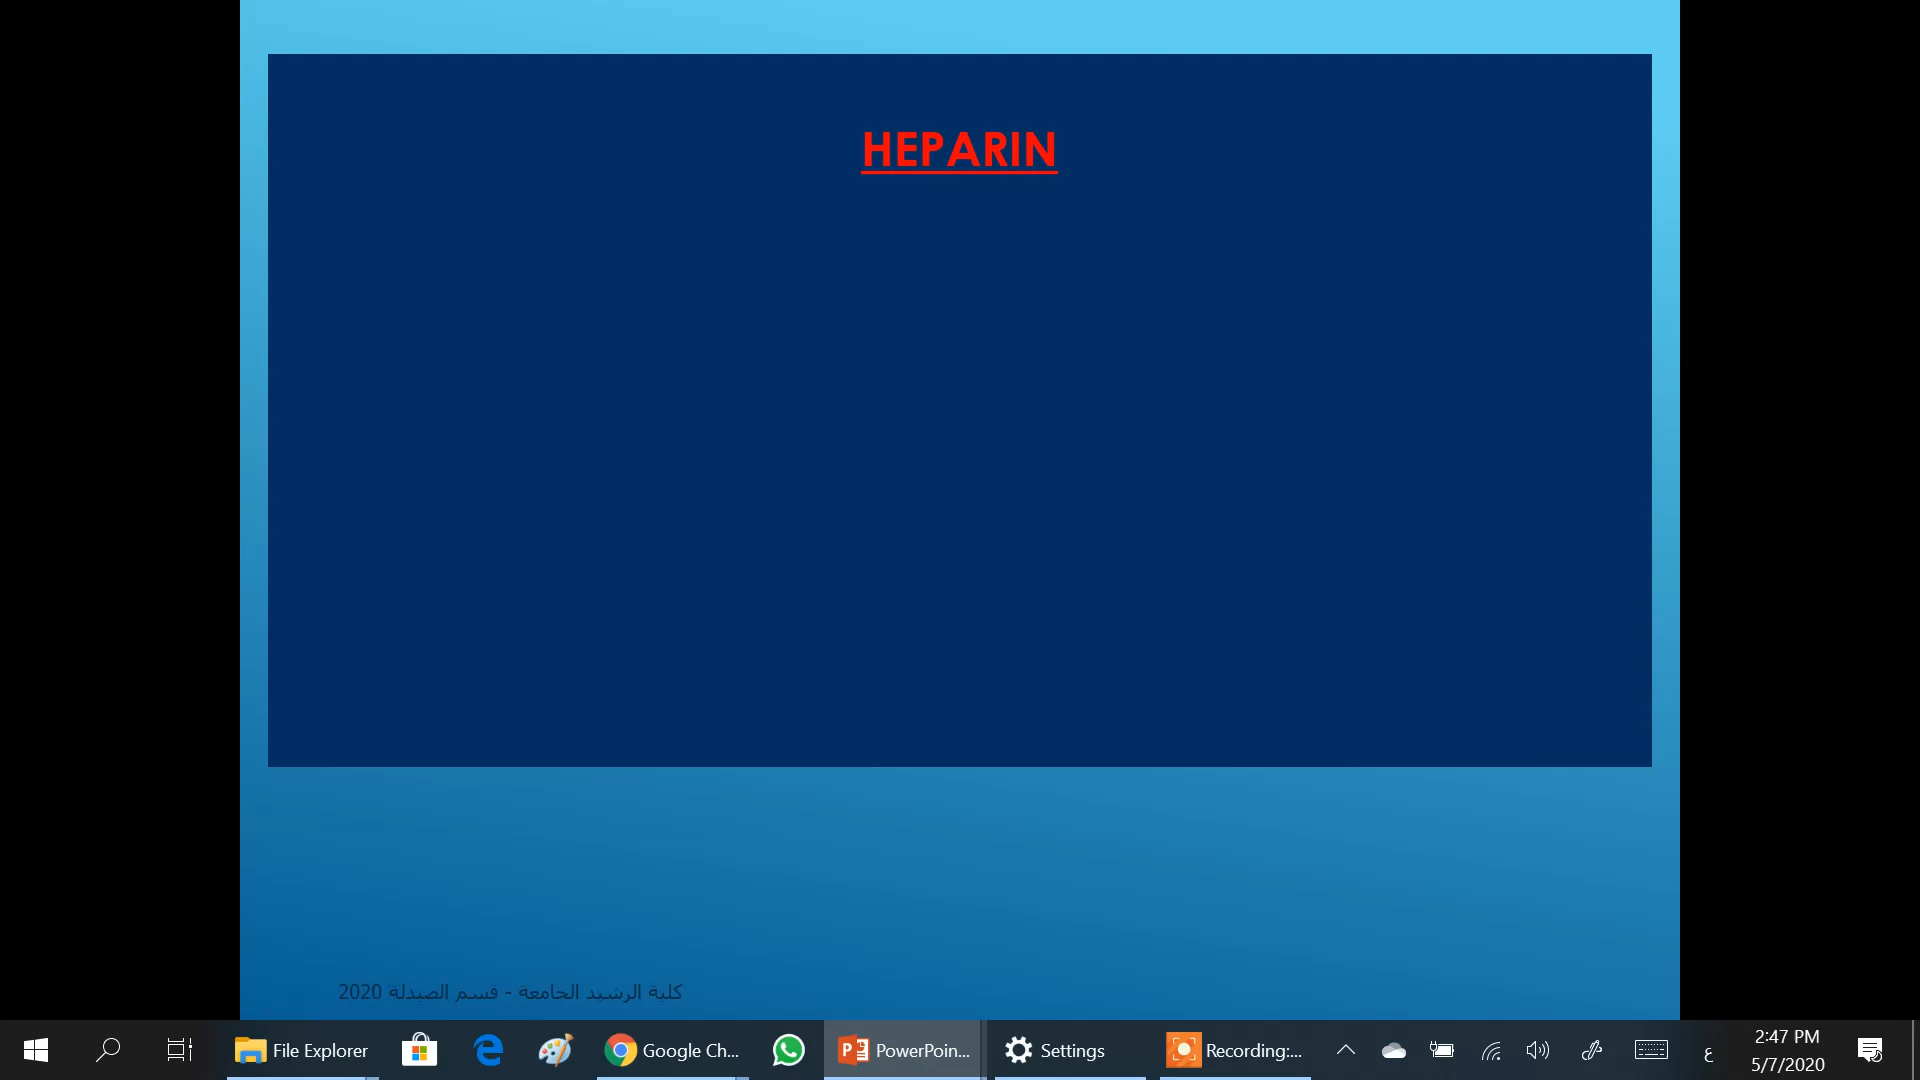 HEPARIN
كلية الرشيد الجامعة - قسم الصيدلة 2020
File Explorer
Google Ch...
PowerPoin...
Settings
Recording:...
ع
2:47 PM
5/7/2020